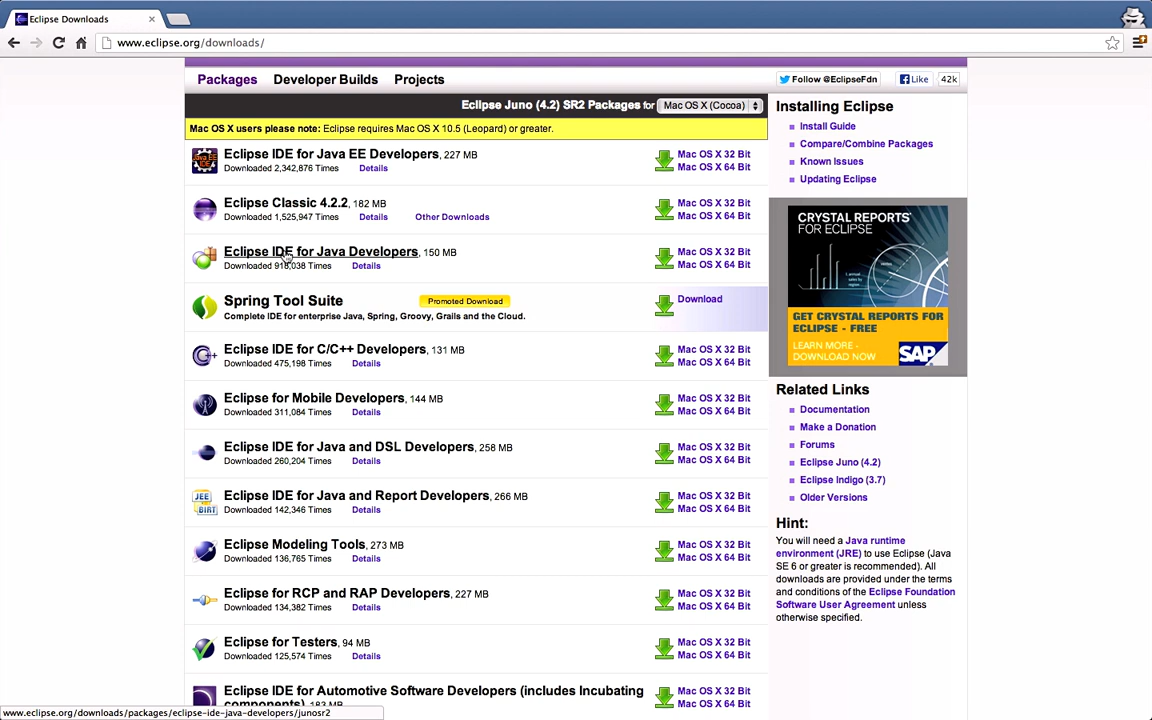 Eclipse Downloads
www.eclipse.org/downloads/
Packages Developer Builds Projects
Follow @EclipseFdn Like 42k
Eclipse Juno (4.2) SR2 Packages for Mac OS X (Cocoa)
Mac OS X users please note: Eclipse requires Mac OS X 10.5 (Leopard) or greater.
Eclipse IDE for Java EE Developers, 227 MB
Downloaded 2,342,876 Times Details
Mac OS X 32 Bit
Mac OS X 64 Bit
Eclipse Classic 4.2.2, 182 MB
Downloaded 1,525,947 Times Details Other Downloads
Mac OS X 32 Bit
Mac OS X 64 Bit
Eclipse IDE for Java Developers, 150 MB
Downloaded 916,038 Times Details
Mac OS X 32 Bit
Mac OS X 64 Bit
Spring Tool Suite Promoted Download
Complete IDE for enterprise Java, Spring, Groovy, Grails and the Cloud.
Download
Eclipse IDE for C/C++ Developers, 131 MB
Downloaded 475,198 Times Details
Mac OS X 32 Bit
Mac OS X 64 Bit
Eclipse for Mobile Developers, 144 MB
Downloaded 311,084 Times Details
Mac OS X 32 Bit
Mac OS X 64 Bit
Eclipse IDE for Java and DSL Developers, 258 MB
Downloaded 260,204 Times Details
Mac OS X 32 Bit
Mac OS X 64 Bit
JEE
BIRT
Eclipse IDE for Java and Report Developers, 266 MB
Downloaded 142,346 Times Details
Mac OS X 32 Bit
Mac OS X 64 Bit
Eclipse Modeling Tools, 273 MB
Downloaded 136,765 Times Details
Mac OS X 32 Bit
Mac OS X 64 Bit
Eclipse for RCP and RAP Developers, 227 MB
Downloaded 134,382 Times Details
Mac OS X 32 Bit
Mac OS X 64 Bit
Eclipse for Testers, 94 MB
Downloaded 125,574 Times Details
Mac OS X 32 Bit
Mac OS X 64 Bit
Eclipse IDE for Automotive Software Developers (includes Incubating
components), 183 MB
Mac OS X 32 Bit
Mac OS X 64 Bit
Installing Eclipse
Install Guide
Compare/Combine Packages
Known Issues
Updating Eclipse
CRYSTAL REPORTS
FOR ECLIPSE
GET CRYSTAL REPORTS FOR
ECLIPSE - FREE
LEARN MORE -
DOWNLOAD NOW
SAP
Related Links
Documentation
Make a Donation
Forums
Eclipse Juno (4.2)
Eclipse Indigo (3.7)
Older Versions
Hint:
You will need a Java runtime
environment (JRE) to use Eclipse (Java
SE 6 or greater is recommended). All
downloads are provided under the terms
and conditions of the Eclipse Foundation
Software User Agreement unless
otherwise specified.
www.eclipse.org/downloads/packages/eclipse-ide-java-developers/junosr2